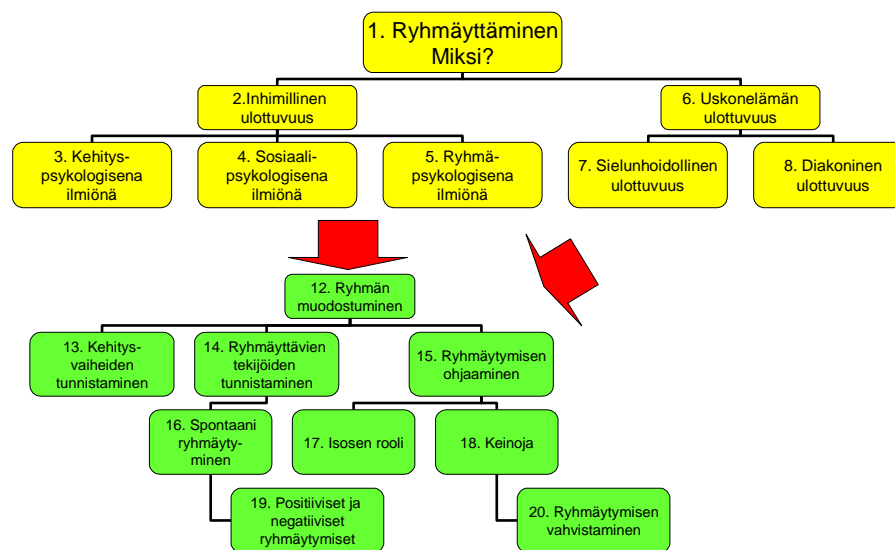 1. Ryhmäyttäminen
Miksi?
2.Inhimillinen
ulottuvuus
6. Uskonelämän
ulottuvuus
3. Kehitys-
psykologisena
ilmiönä
4. Sosiaali-
psykologisena
ilmiönä
5. Ryhmä-
psykologisena
ilmiönä
7. Sielunhoidollinen
ulottuvuus
8. Diakoninen
ulottuvuus
12. Ryhmän
muodostuminen
13. Kehitys-
vaiheiden
tunnistaminen
14. Ryhmäyttävien
tekijöiden
tunnistaminen
15. Ryhmäytymisen
ohjaaminen
16. Spontaani
ryhmäyty-
minen
17. Isosen rooli
18. Keinoja
19. Positiiviset ja
negatiiviset
ryhmäytymiset
20. Ryhmäytymisen
vahvistaminen